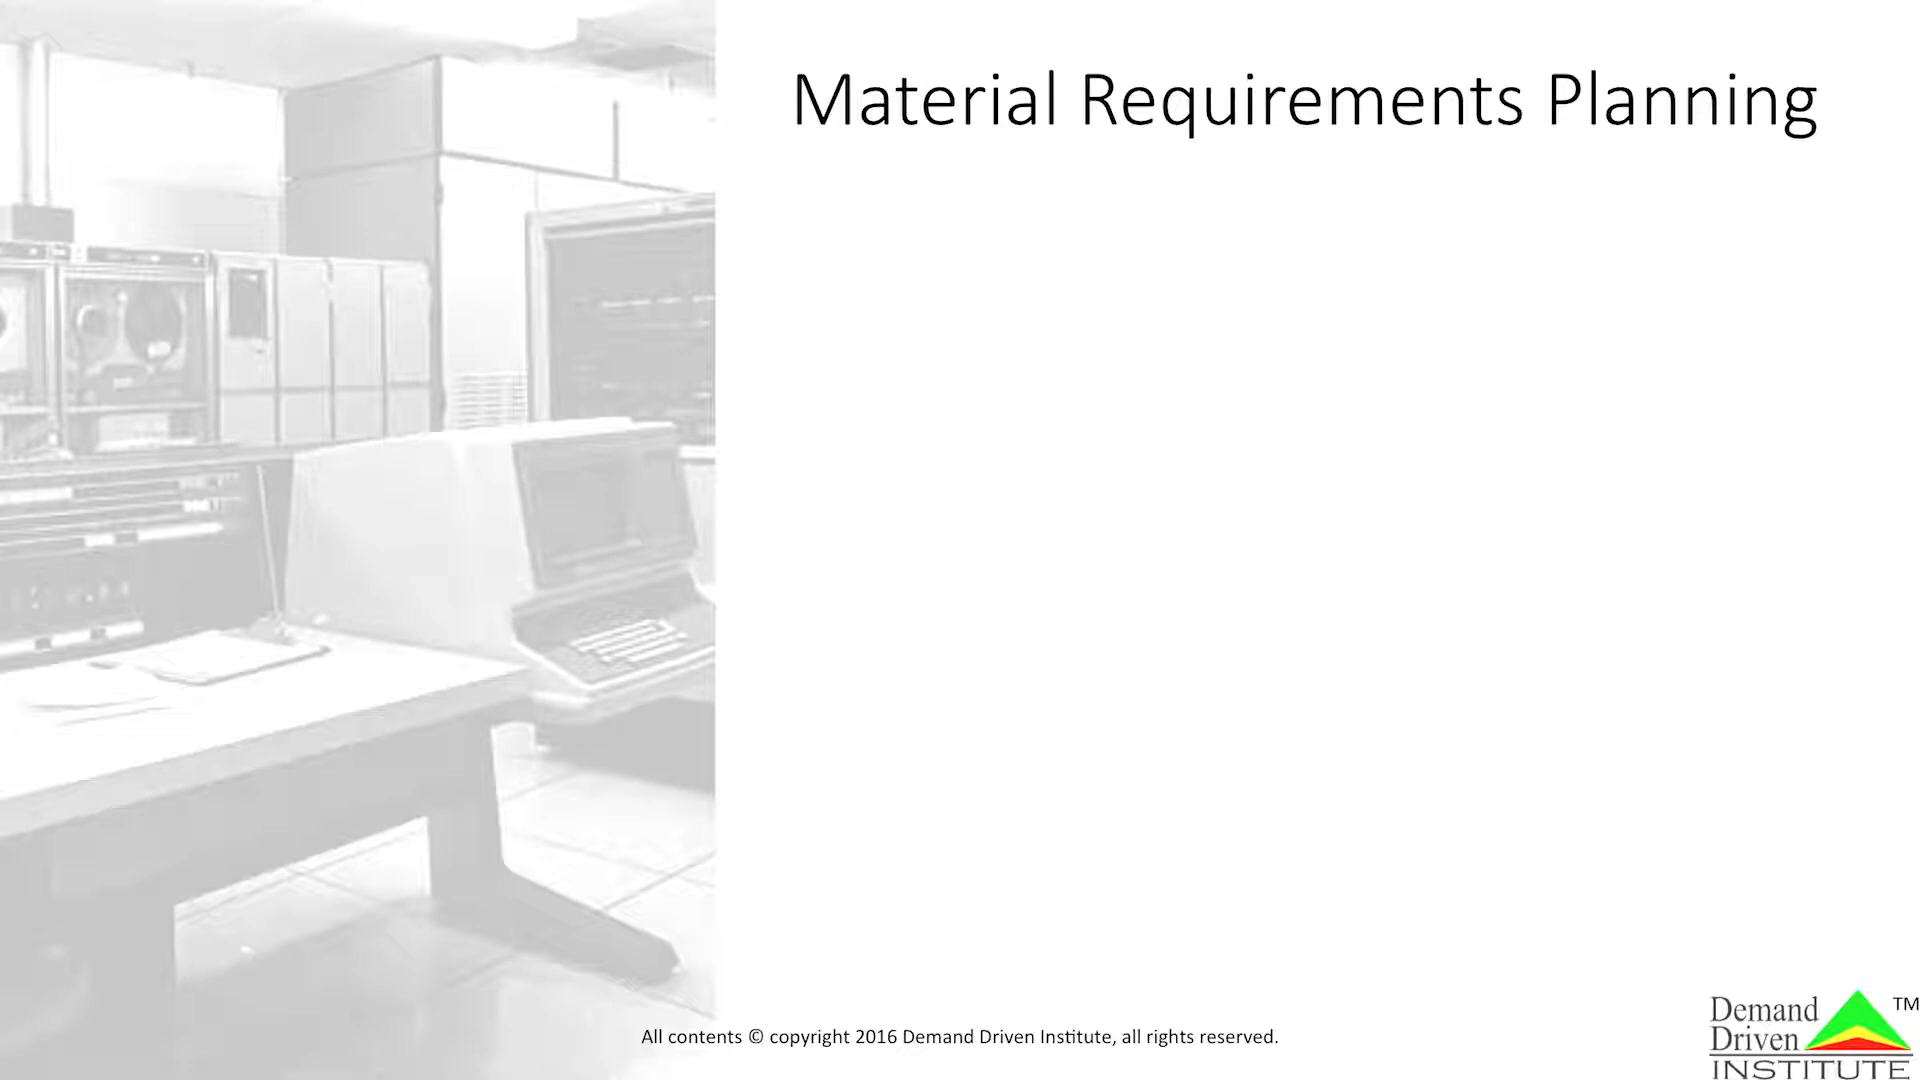 Material Requirements Planning
All contents © copyright 2016 Demand Driven Institute, all rights reserved.
Demand
Driven
INSTITUTE
TM